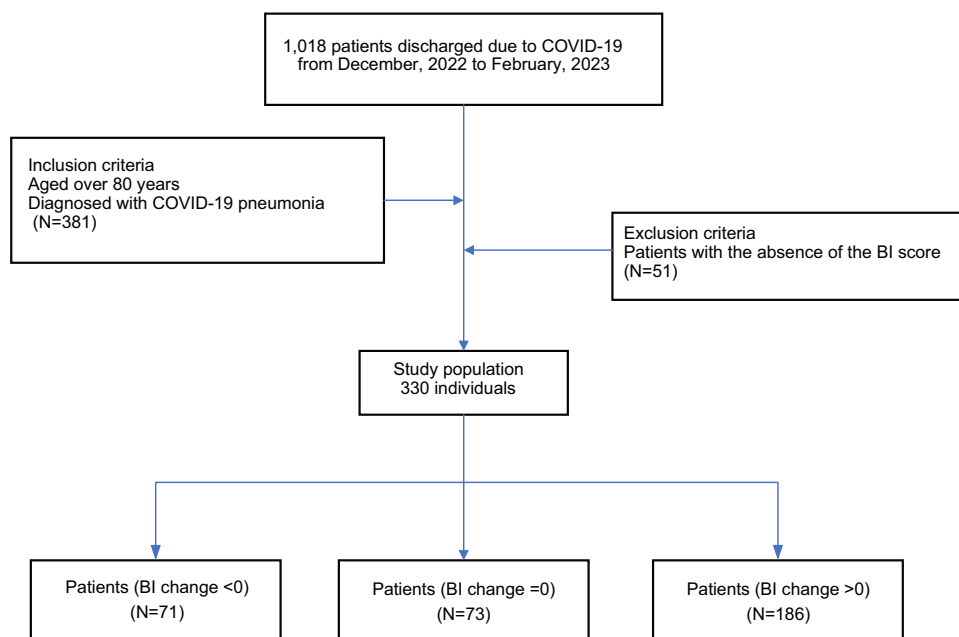 1,018 patients discharged due to COVID-19
from December, 2022 to February, 2023
Inclusion criteria
Aged over 80 years
Diagnosed with COVID-19 pneumonia
(N=381)
Exclusion criteria
Patients with the absence of the BI score
(N=51)
Study population
330 individuals
Patients (BI change <0)
(N=71)
Patients (BI change =0)
(N=73)
Patients (BI change >0)
(N=186)